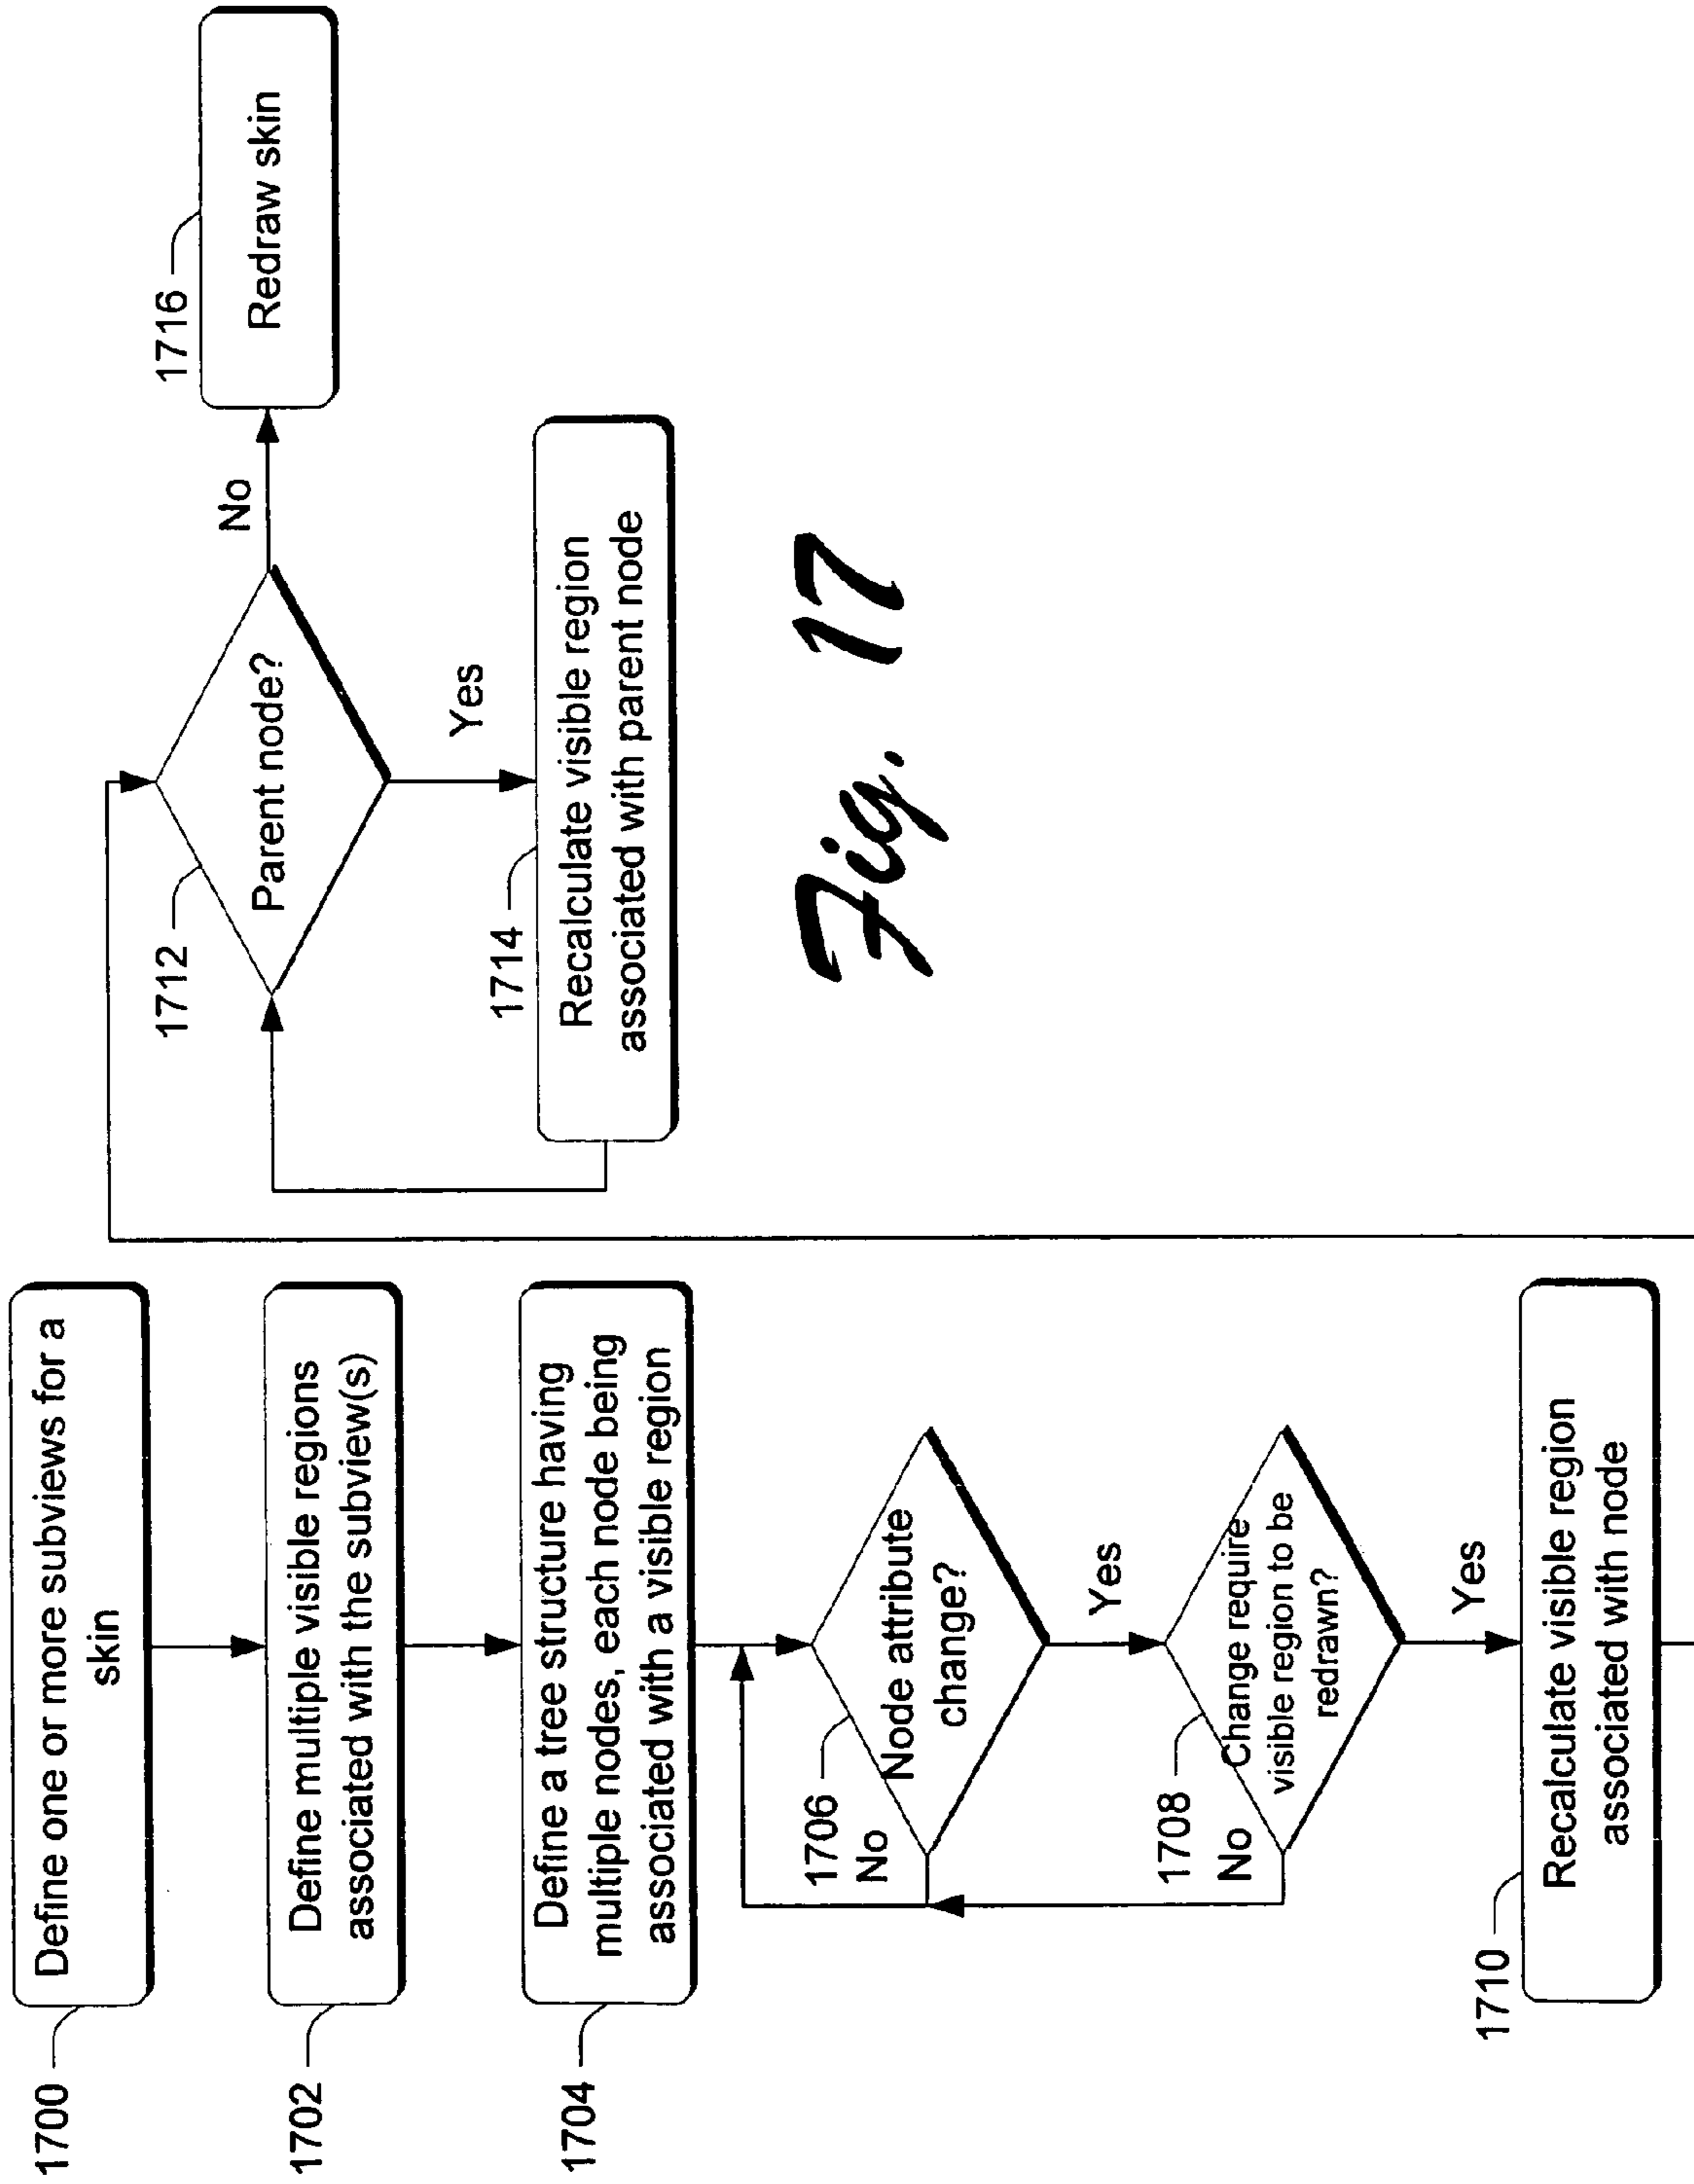 1700
Define one or more subviews for a
skin
1702
Define multiple visible regions
associated with the subview(s)
1704
Define a tree structure having
multiple nodes, each node being
associated with a visible region
1706
No
Node attribute
change?
Yes
1708
No
Change require
visible region to be
redrawn?
Yes
1710
Recalculate visible region
associated with node
1712
Parent node?
No
Yes
1714
Recalculate visible region
associated with parent node
1716
Redraw skin
Fig. 17